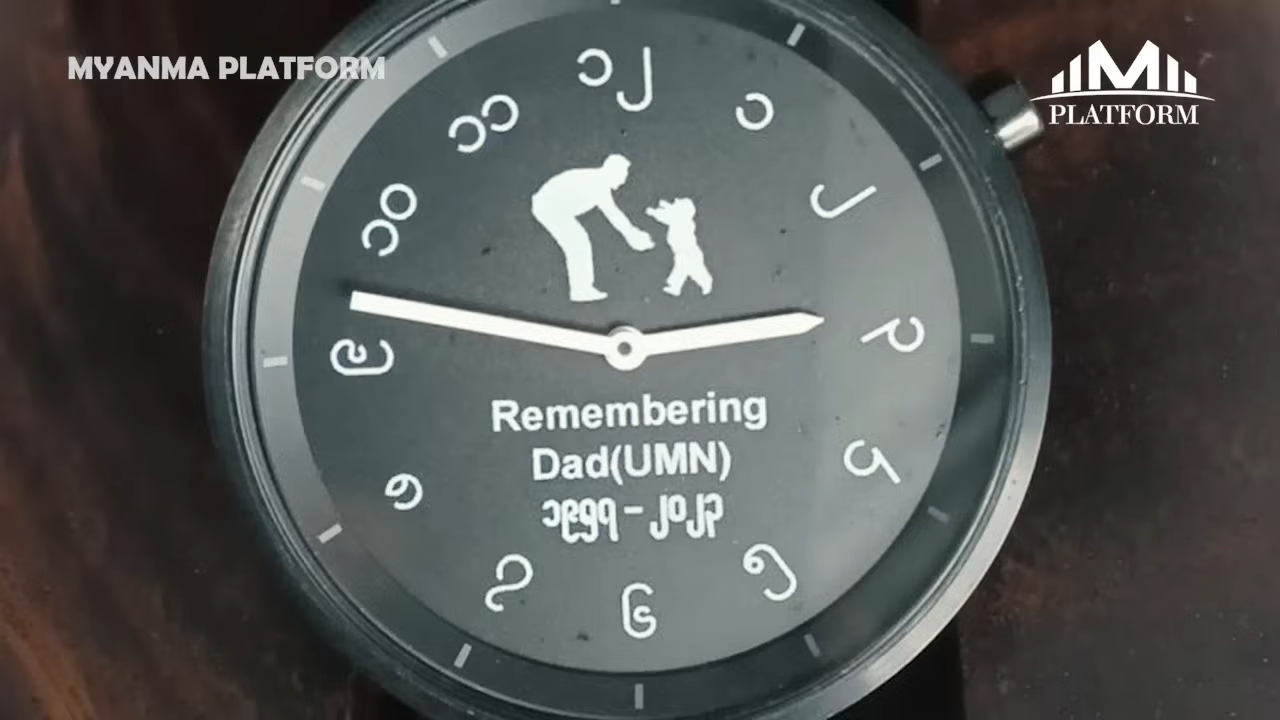 MYANMA PLATFORM
M
PLATFORM
၁၂
၁
၂
၃
၄
၅
၆
၇
၈
၉
၁၀
၁၁
Remembering
Dad(UMN)
– ၂၀၂၃